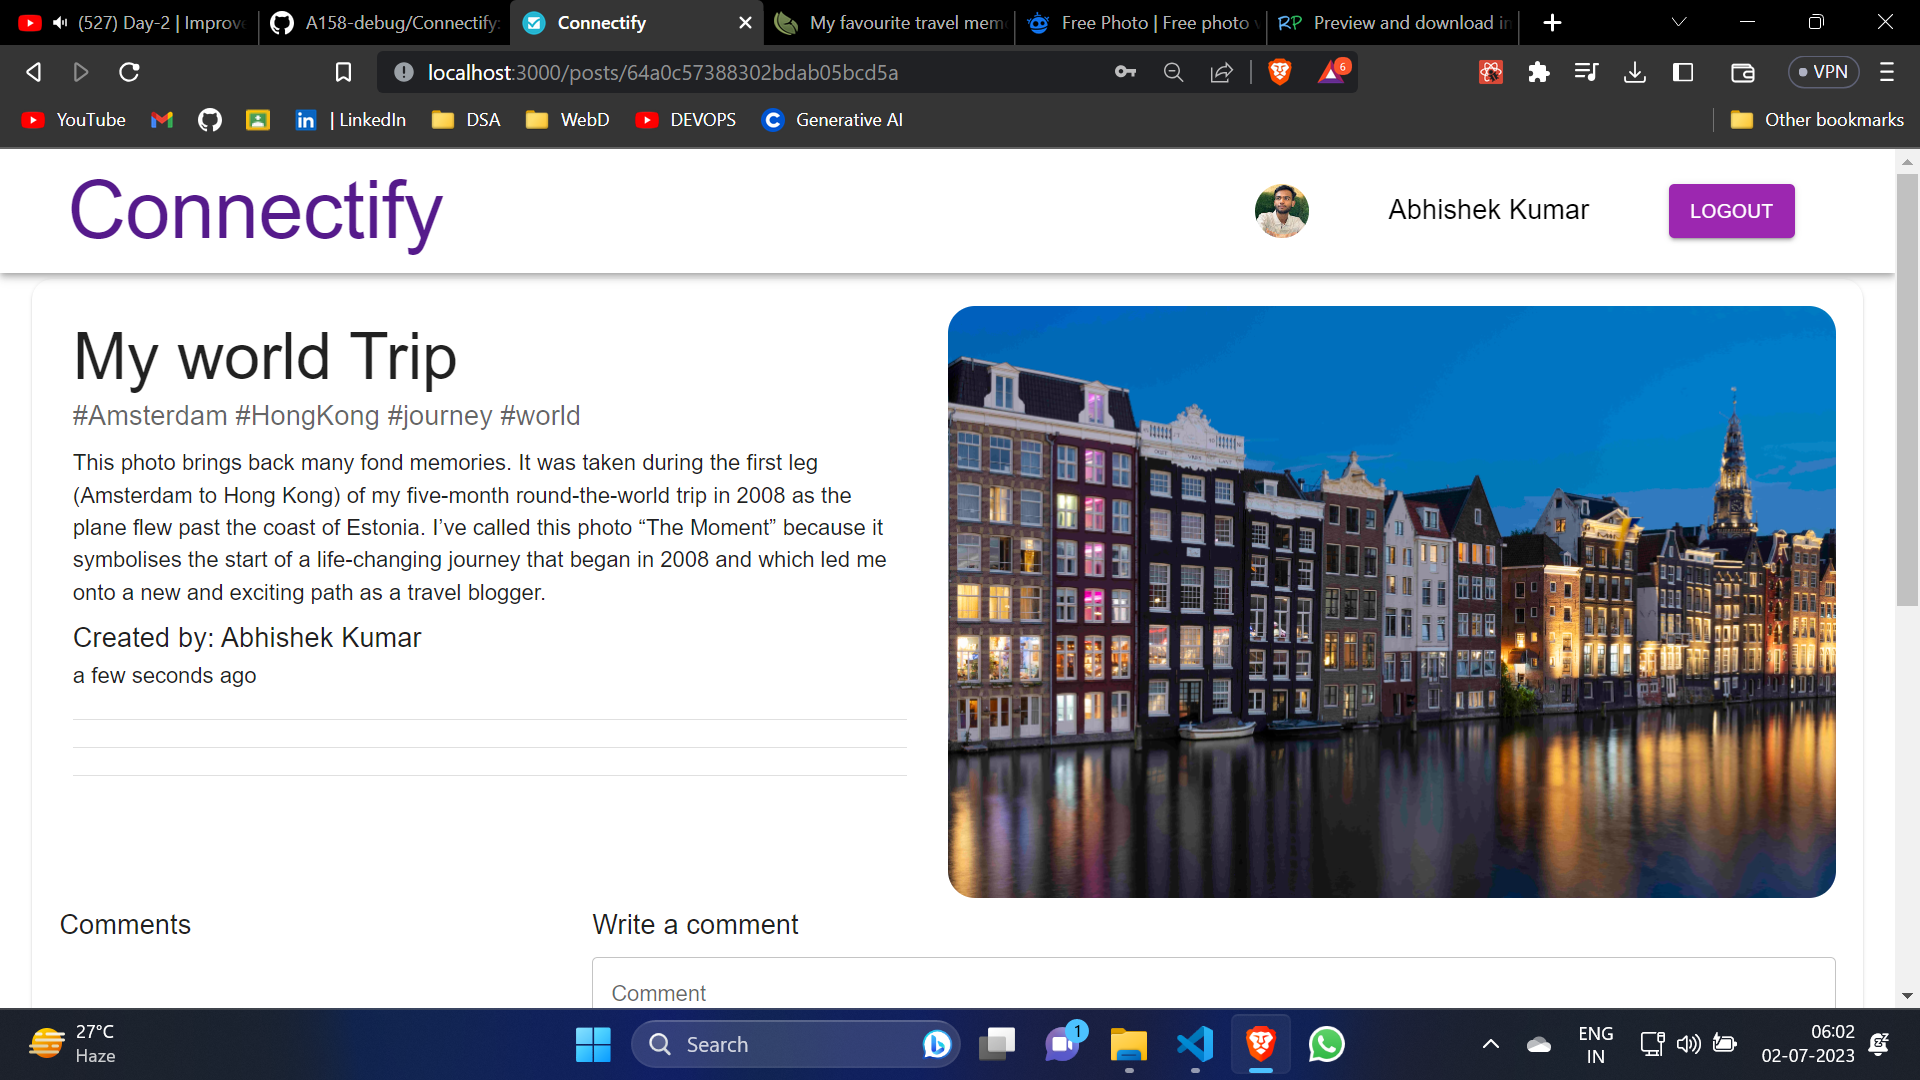 (527) Day-2 | Improve
A158-debug/Connectify:
Connectify
My favourite travel mem
Free Photo | Free photo
Preview and download in
localhost:3000/posts/64a0c57388302bdab05bcd5a
6
VPN
YouTube
| LinkedIn
DSA
WebD
DEVOPS
Generative AI
Other bookmarks
Connectify
Abhishek Kumar
LOGOUT
My world Trip
#Amsterdam #HongKong #journey #world
This photo brings back many fond memories. It was taken during the first leg
(Amsterdam to Hong Kong) of my five-month round-the-world trip in 2008 as the
plane flew past the coast of Estonia. I’ve called this photo “The Moment” because it
symbolises the start of a life-changing journey that began in 2008 and which led me
onto a new and exciting path as a travel blogger.
Created by: Abhishek Kumar
a few seconds ago
Comments
Write a comment
Comment
27°C
Haze
Search
1
ENG
IN
06:02
02-07-2023